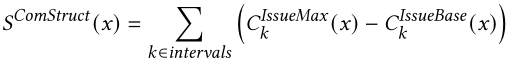 S^{ComStruct}(x) = \sum_{k \in intervals} \left( C_k^{IssueMax}(x) - C_k^{IssueBase}(x) \right)